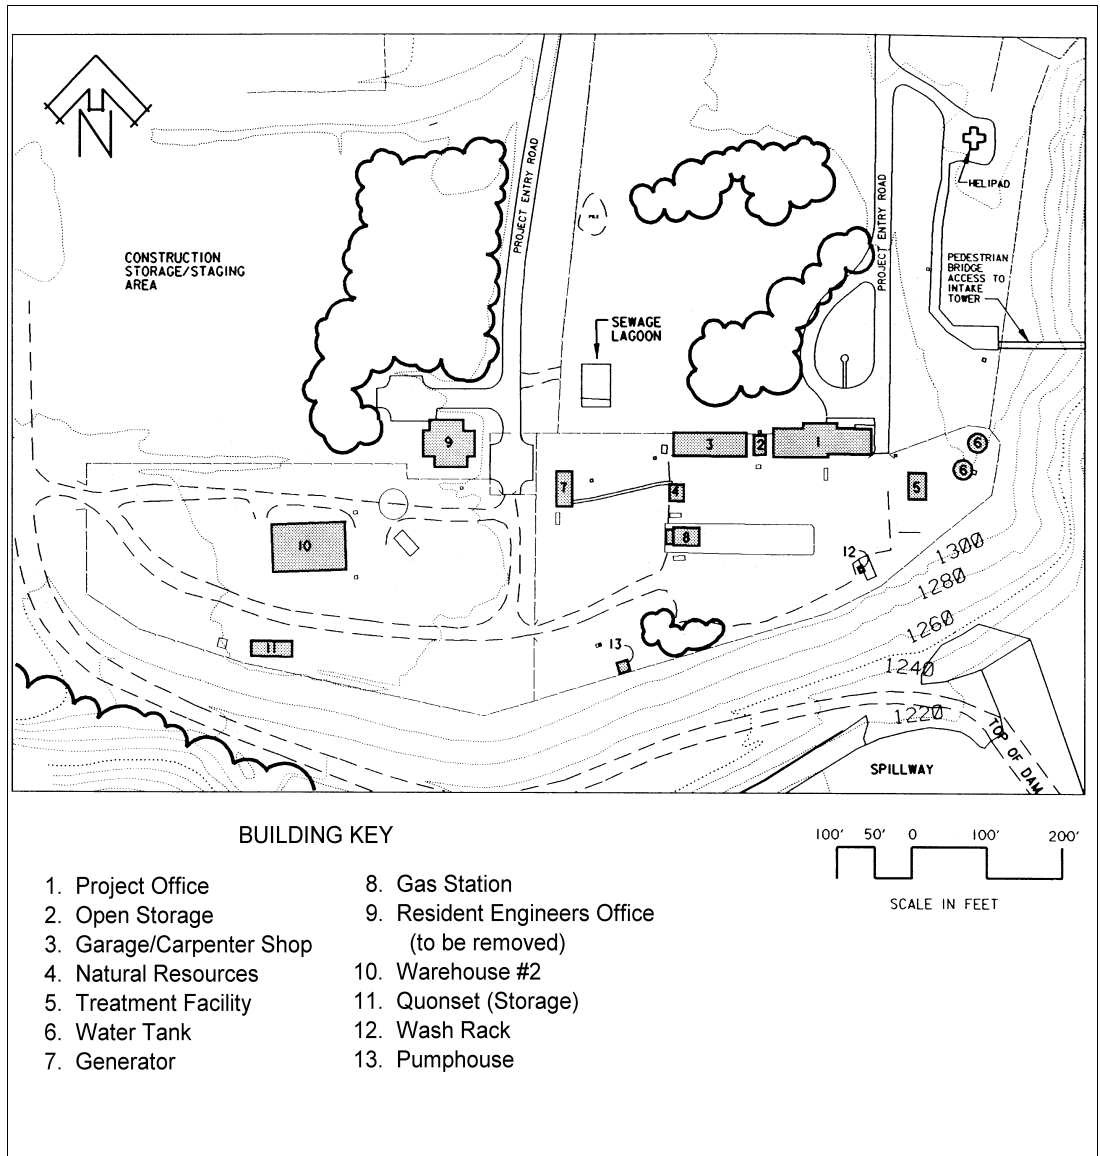 N
HELIPAD
PROJECT ENTRY ROAD
PROJECT ENTRY ROAD
PILE
CONSTRUCTION
STORAGE/STAGING
AREA
PEDESTRIAN
BRIDGE
ACCESS TO
INTAKE
TOWER
SEWAGE
LAGOON
9
3
2
1
6
6
7
4
5
10
8
12
1300
1280
11
13
1260
1240
1220
TOP OF DAM
SPILLWAY
BUILDING KEY
1. Project Office
2. Open Storage
3. Garage/Carpenter Shop
4. Natural Resources
5. Treatment Facility
6. Water Tank
7. Generator
8. Gas Station
9. Resident Engineers Office
(to be removed)
10. Warehouse #2
11. Quonset (Storage)
12. Wash Rack
13. Pumphouse
100' 50' 0 100' 200'
SCALE IN FEET